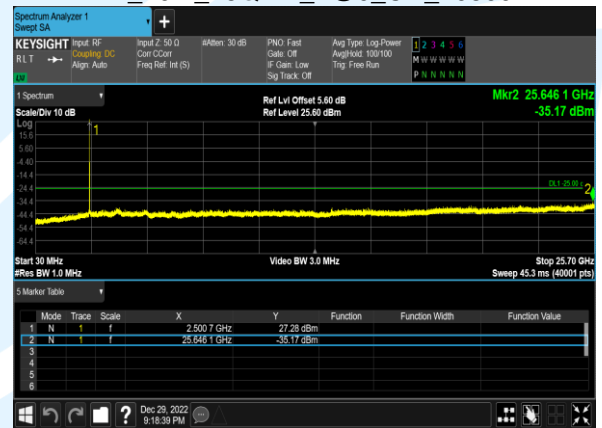 Spectrum Analyzer 1
Swept SA
+
KEYSIGHT Input: RF Input Z: 50 Ω #Atten: 30 dB PNO: Fast Avg Type: Log-Power 1 2 3 4 5 6
RLT Coupling: DC Corr CCorr Gate: Off Avg|Hold: 100/100 M W W W W W
Align: Auto Freq Ref: Int (S) IF Gain: Low Trig: Free Run
Sig Track: Off P N N N N N
1 Spectrum Ref Lvl Offset 5.60 dB Mkr2 25.646 1 GHz
Scale/Div 10 dB Ref Level 25.60 dBm -35.17 dBm
Log
15.6
1
5.60
-4.40
-14.4
-24.4
2
-34.4
-44.4
-54.4
-64.4
Start 30 MHz Video BW 3.0 MHz Stop 25.70 GHz
#Res BW 1.0 MHz Sweep 45.3 ms (40001 pts)
5 Marker Table
Mode Trace Scale X Y Function Function Width Function Value
1 N 1 f 2.500 7 GHz 27.28 dBm
2 N 1 f 25.646 1 GHz -35.17 dBm
3
4
5
6
? Dec 29, 2022
9:18:39 PM